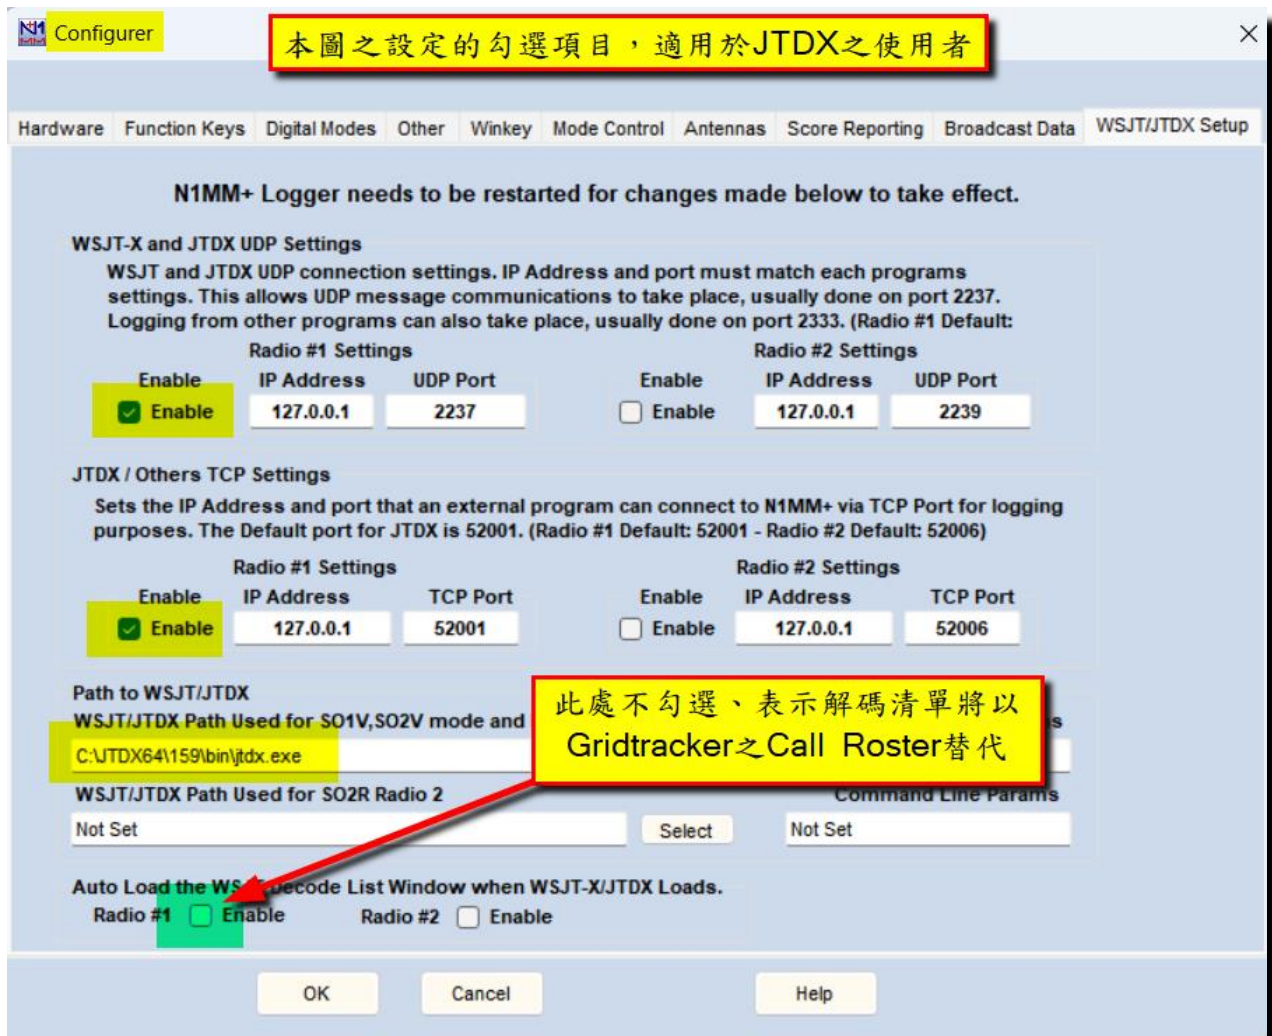 N1
MM+
Configurer
本圖之設定的勾選項目，適用於JTDX之使用者
Hardware Function Keys Digital Modes Other Winkey Mode Control Antennas Score Reporting Broadcast Data WSJT/JTDX Setup
N1MM+ Logger needs to be restarted for changes made below to take effect.
WSJT-X and JTDX UDP Settings
WSJT and JTDX UDP connection settings. IP Address and port must match each programs
settings. This allows UDP message communications to take place, usually done on port 2237.
Logging from other programs can also take place, usually done on port 2333. (Radio #1 Default:
Radio #1 Settings Radio #2 Settings
Enable IP Address UDP Port Enable IP Address UDP Port
Enable 127.0.0.1 2237 Enable 127.0.0.1 2239
JTDX / Others TCP Settings
Sets the IP Address and port that an external program can connect to N1MM+ via TCP Port for logging
purposes. The Default port for JTDX is 52001. (Radio #1 Default: 52001 - Radio #2 Default: 52006)
Radio #1 Settings Radio #2 Settings
Enable IP Address TCP Port Enable IP Address TCP Port
Enable 127.0.0.1 52001 Enable 127.0.0.1 52006
Path to WSJT/JTDX
WSJT/JTDX Path Used for SO1V,SO2V mode and
此處不勾選、表示解碼清單將以
Gridtracker之Call Roster替代
C:\JTDX64\159\bin\jtdx.exe
WSJT/JTDX Path Used for SO2R Radio 2 Command Line Params
Not Set Select Not Set
Auto Load the Decode List Window when WSJT-X/JTDX Loads.
Radio #1 Enable Radio #2 Enable
OK Cancel Help